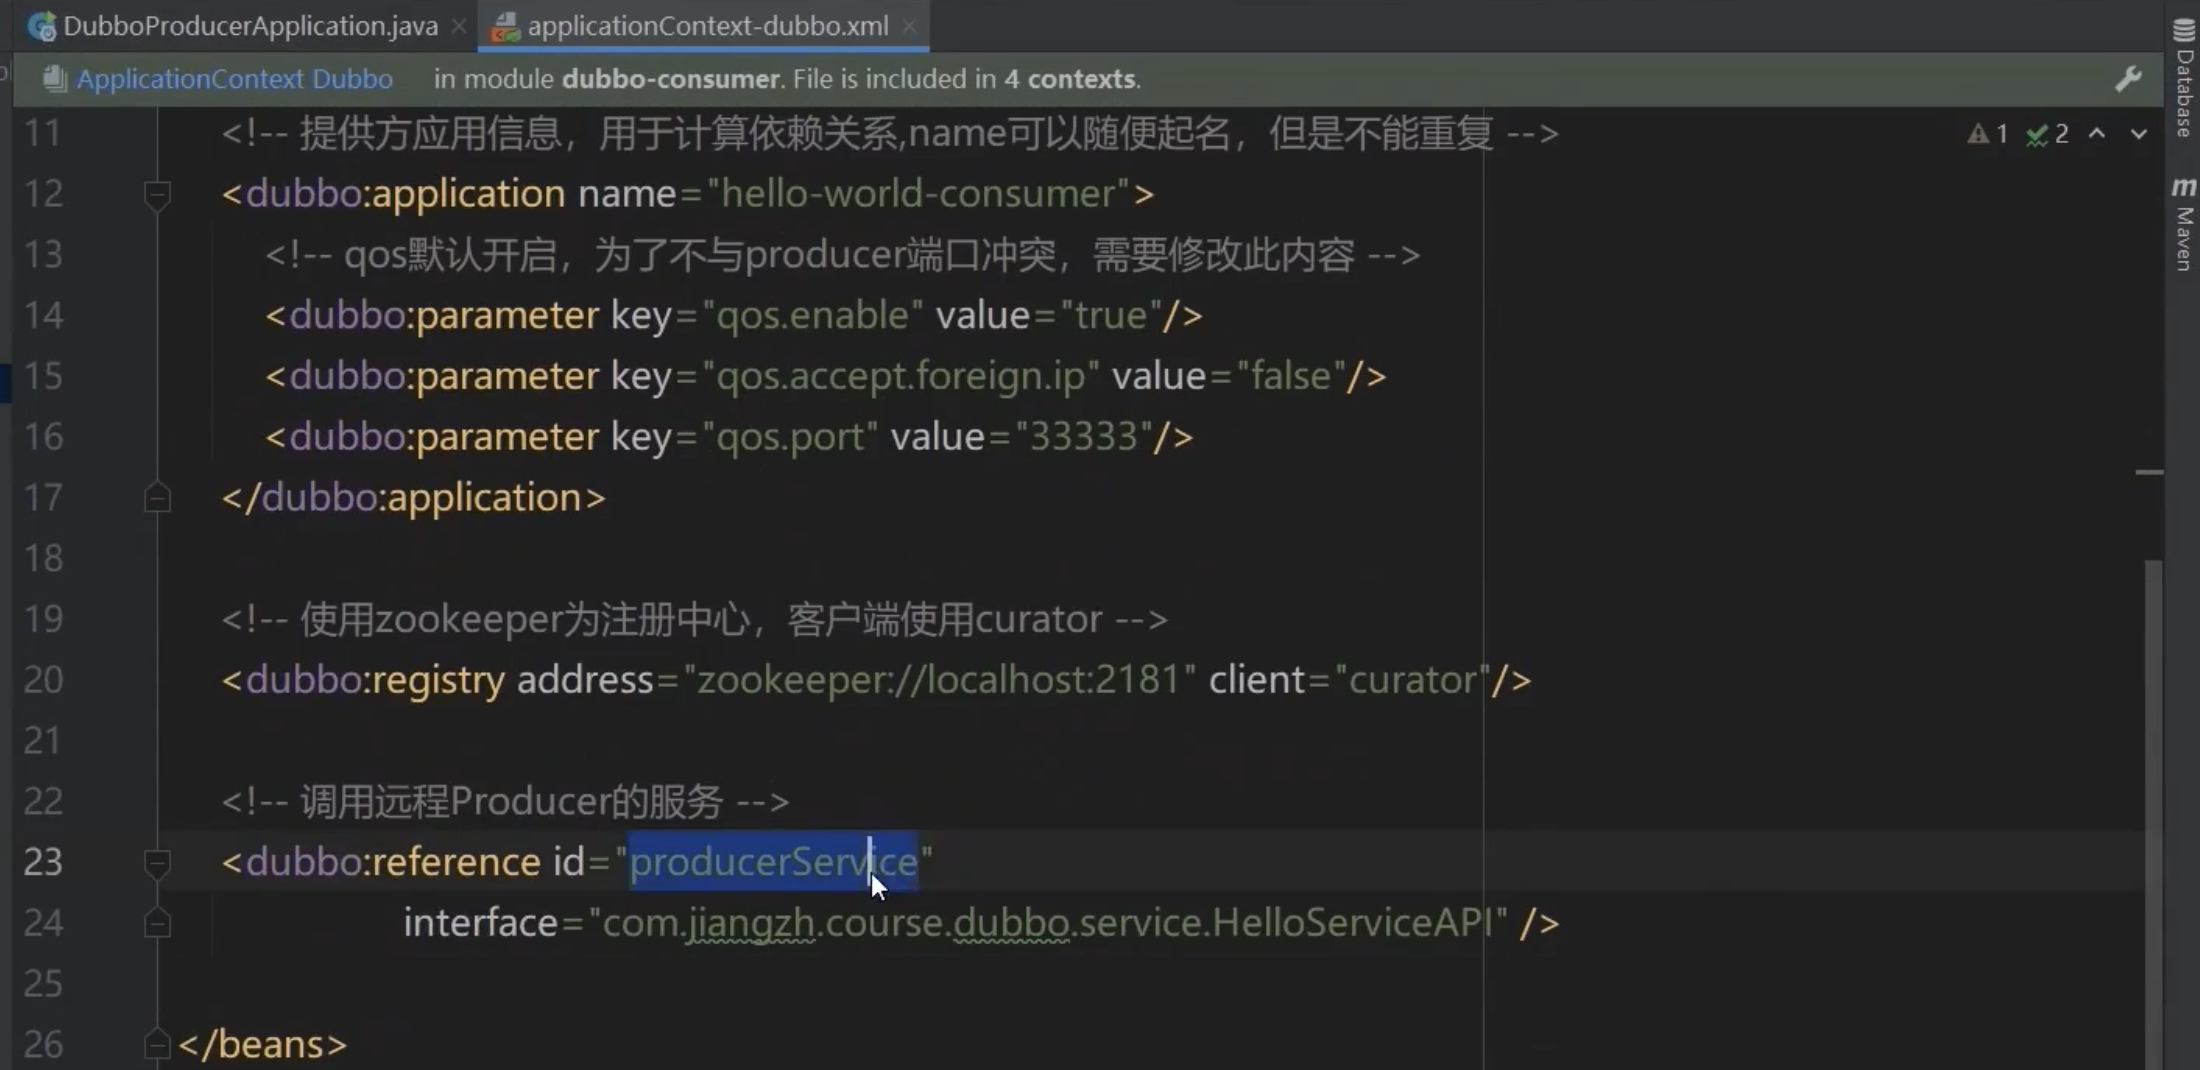 DubboProducerApplication.java
applicationContext-dubbo.xml
ApplicationContext Dubbo in module dubbo-consumer. File is included in 4 contexts.
11 <!-- 提供方应用信息，用于计算依赖关系,name可以随便起名，但是不能重复 -->
1 2
12 <dubbo:application name="hello-world-consumer">
13 <!-- qos默认开启，为了不与producer端口冲突，需要修改此内容 -->
14 <dubbo:parameter key="qos.enable" value="true"/>
15 <dubbo:parameter key="qos.accept.foreign.ip" value="false"/>
16 <dubbo:parameter key="qos.port" value="33333"/>
17 </dubbo:application>
18
19 <!-- 使用zookeeper为注册中心，客户端使用curator -->
20 <dubbo:registry address="zookeeper://localhost:2181" client="curator"/>
21
22 <!-- 调用远程Producer的服务 -->
23 <dubbo:reference id="producerService"
24 interface="com.jiangzh.course.dubbo.service.HelloServiceAPI" />
25
26 </beans>
Database
m Maven